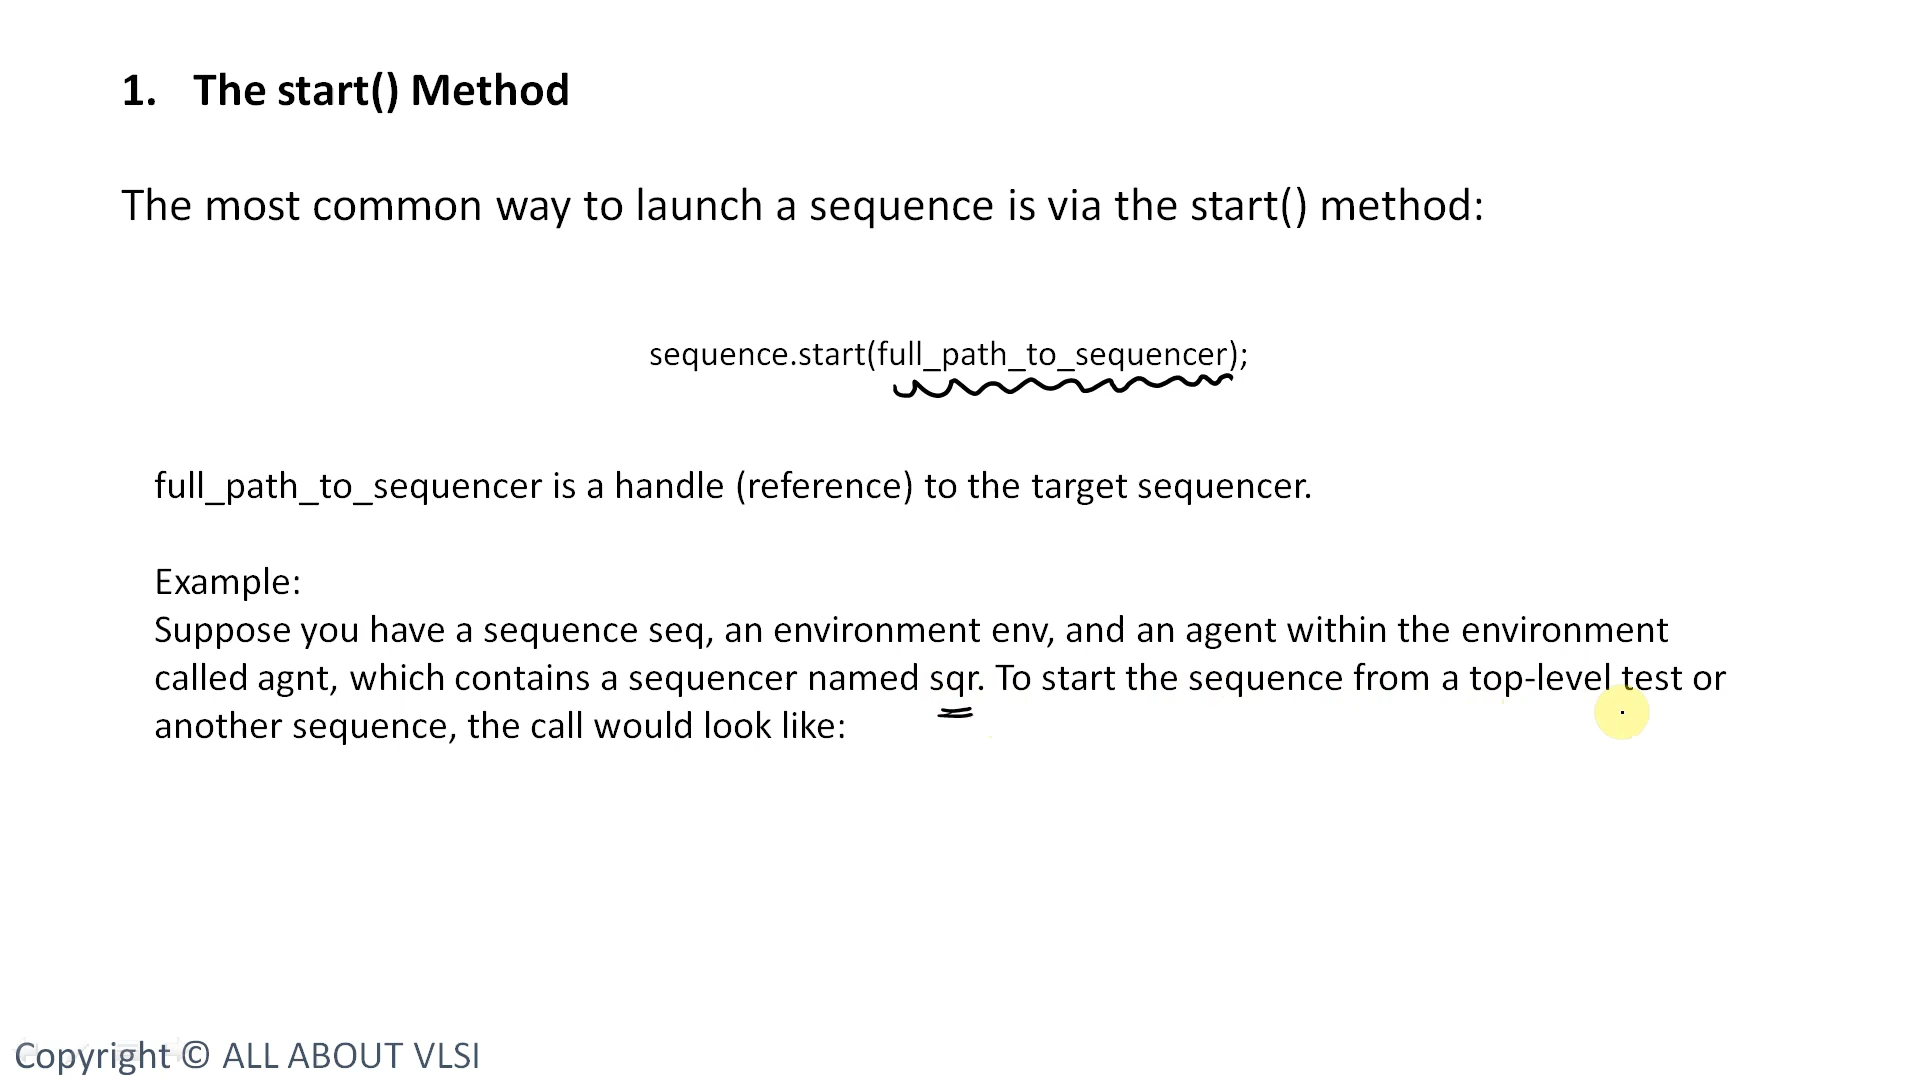 1. The start() Method
The most common way to launch a sequence is via the start() method:
sequence.start(full_path_to_sequencer);
full_path_to_sequencer is a handle (reference) to the target sequencer.
Example:
Suppose you have a sequence seq, an environment env, and an agent within the environment
called agnt, which contains a sequencer named sqr. To start the sequence from a top-level test or
another sequence, the call would look like:
Copyright © ALL ABOUT VLSI